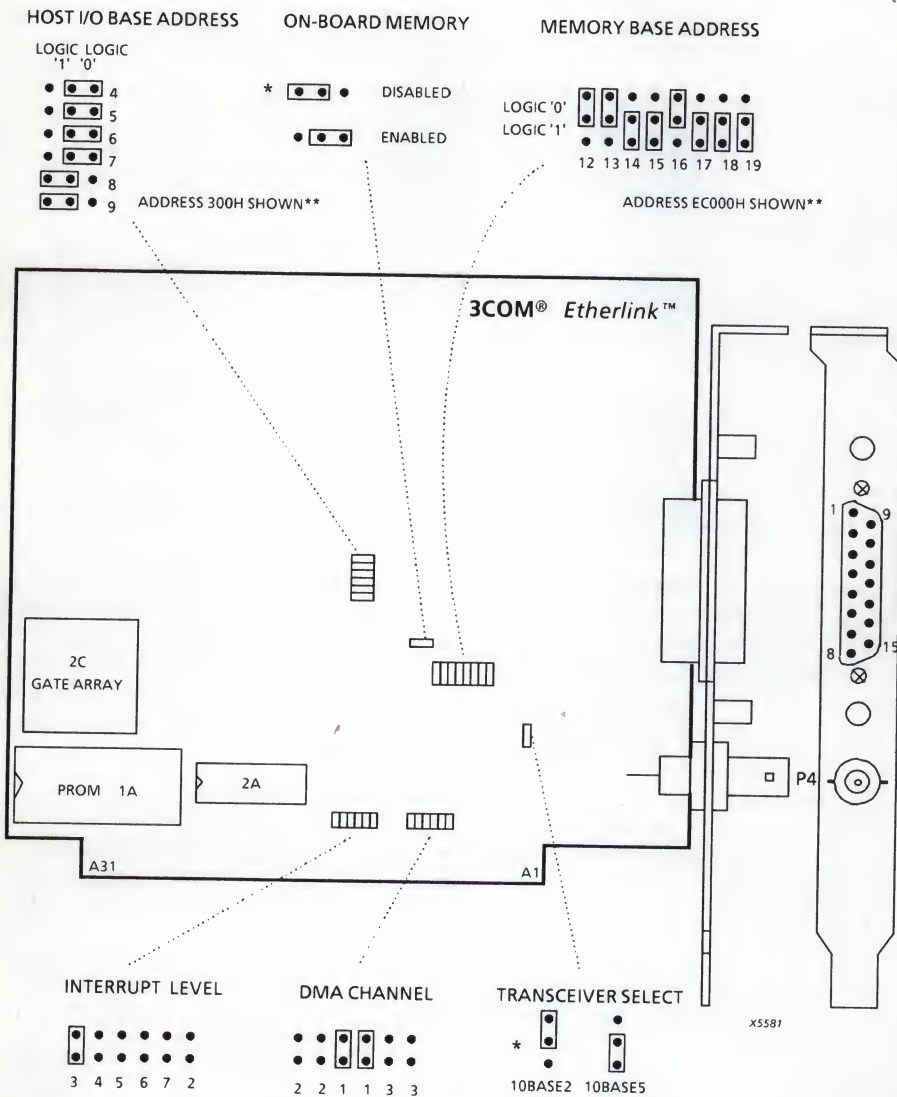 HOST I/O BASE ADDRESS
ON-BOARD MEMORY
MEMORY BASE ADDRESS
LOGIC LOGIC
'1' '0'
4
5
6
7
8
9
ADDRESS 300H SHOWN**
* DISABLED
ENABLED
LOGIC '0'
LOGIC '1'
12 13 14 15 16 17 18 19
ADDRESS EC000H SHOWN**
3COM® Etherlink™
1
9
8
15
2C
GATE ARRAY
PROM 1A
2A
P4
A31
A1
INTERRUPT LEVEL
3 4 5 6 7 2
DMA CHANNEL
2 2 1 1 3 3
TRANSCEIVER SELECT
*
10BASE2 10BASE5
X5581